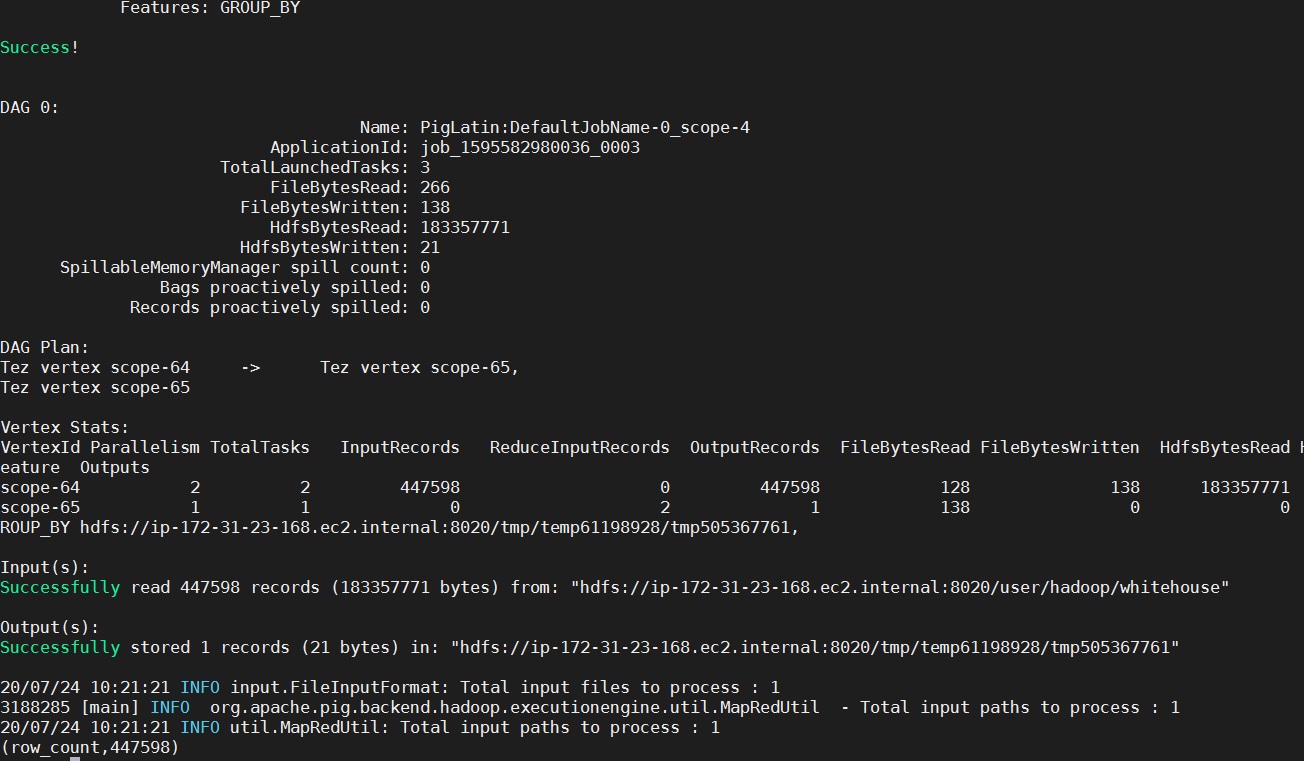 Features: GROUP_BY
Success!
DAG 0:
Name: PigLatin:DefaultJobName-0_scope-4
ApplicationId: job_1595582980036_0003
TotalLaunchedTasks: 3
FileBytesRead: 266
FileBytesWritten: 138
HdfsBytesRead: 183357771
HdfsBytesWritten: 21
SpillableMemoryManager spill count: 0
Bags proactively spilled: 0
Records proactively spilled: 0
DAG Plan:
Tez vertex scope-64 -> Tez vertex scope-65,
Tez vertex scope-65
Vertex Stats:
VertexId Parallelism TotalTasks InputRecords ReduceInputRecords OutputRecords FileBytesRead FileBytesWritten HdfsBytesRead H
eature Outputs
scope-64 2 2 447598 0 447598 128 138 183357771
scope-65 1 1 0 2 1 138 0 0
ROUP_BY hdfs://ip-172-31-23-168.ec2.internal:8020/tmp/temp61198928/tmp505367761,
Input(s):
Successfully read 447598 records (183357771 bytes) from: "hdfs://ip-172-31-23-168.ec2.internal:8020/user/hadoop/whitehouse"
Output(s):
Successfully stored 1 records (21 bytes) in: "hdfs://ip-172-31-23-168.ec2.internal:8020/tmp/temp61198928/tmp505367761"
20/07/24 10:21:21 INFO input.FileInputFormat: Total input files to process : 1
3188285 [main] INFO  org.apache.pig.backend.hadoop.executionengine.util.MapRedUtil  - Total input paths to process : 1
20/07/24 10:21:21 INFO util.MapRedUtil: Total input paths to process : 1
(row_count,447598)